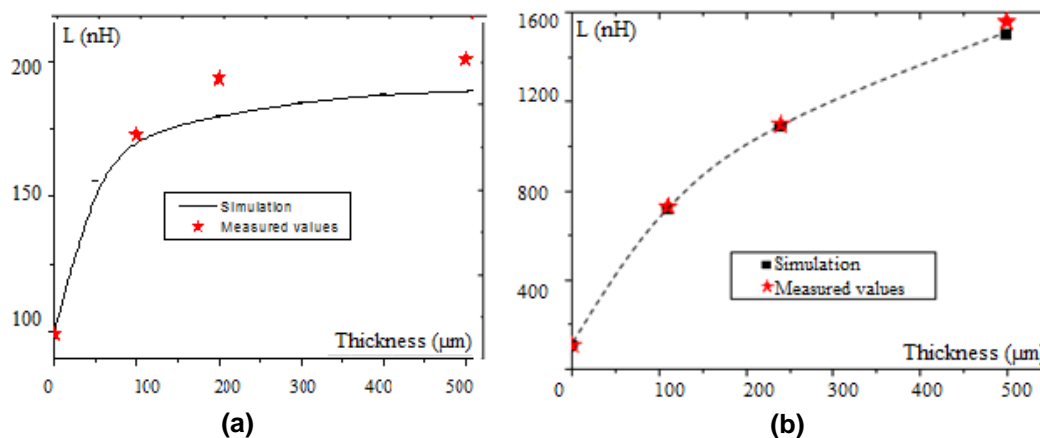 L (nH)
200
150
100
Simulation
Measured values
Thickness (µm)
0 100 200 300 400 500
(a)
L (nH)
1600
1200
800
400
Simulation
Measured values
Thickness (µm)
0 100 200 300 400 500
(b)